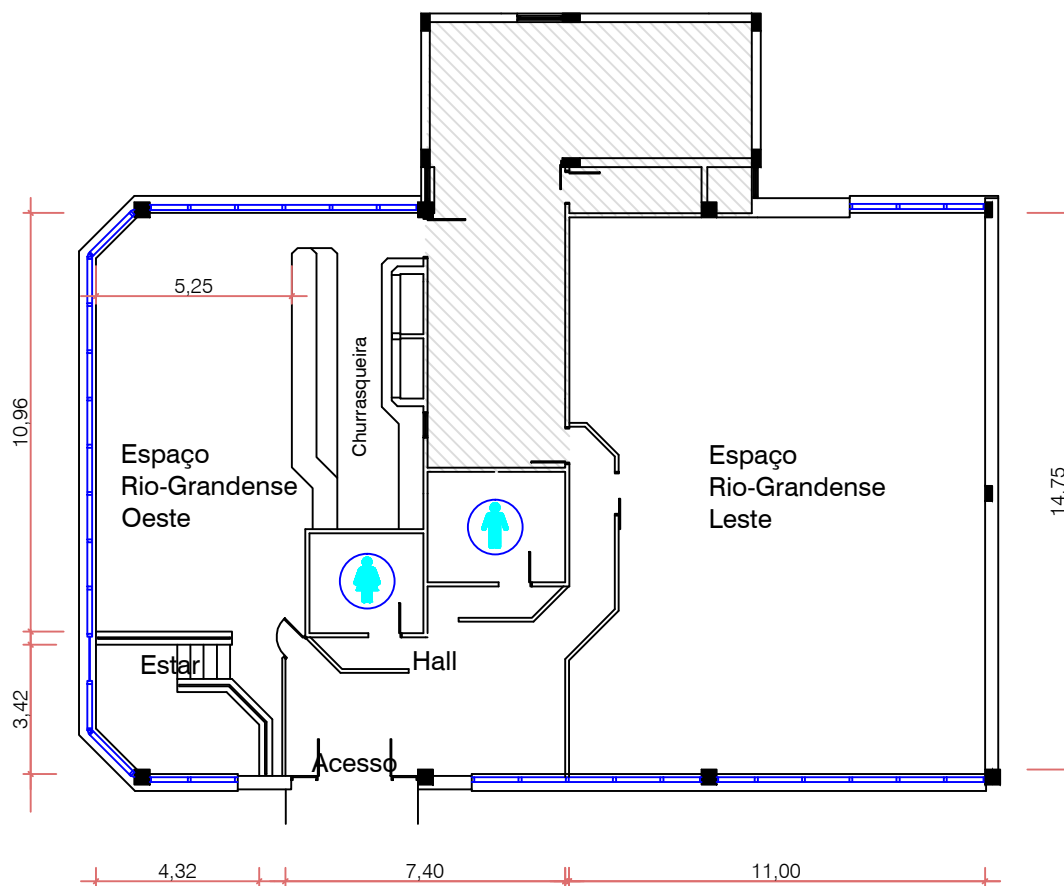 5,25
Churrasqueira
10,96
Espaço
Rio-Grandense
Oeste
Espaço
Rio-Grandense
Leste
14,75
Estar
Hall
3,42
Acesso
4,32
7,40
11,00